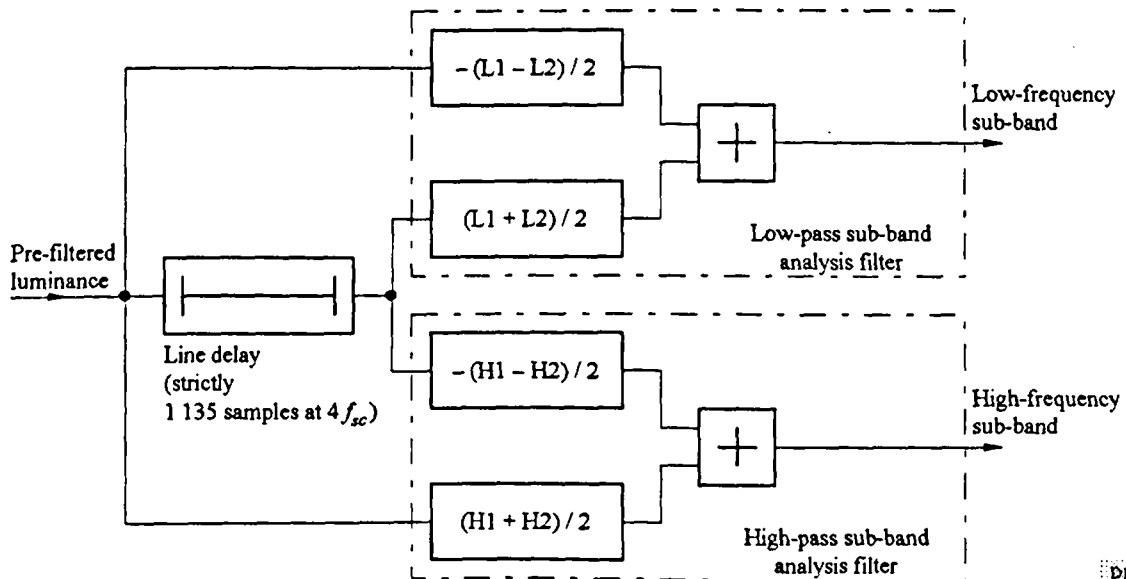 – (L1 – L2) / 2
Low-frequency
sub-band
(L1 + L2) / 2
Low-pass sub-band
analysis filter
Pre-filtered
luminance
Line delay
(strictly
1 135 samples at 4 fsc)
– (H1 – H2) / 2
High-frequency
sub-band
(H1 + H2) / 2
High-pass sub-band
analysis filter